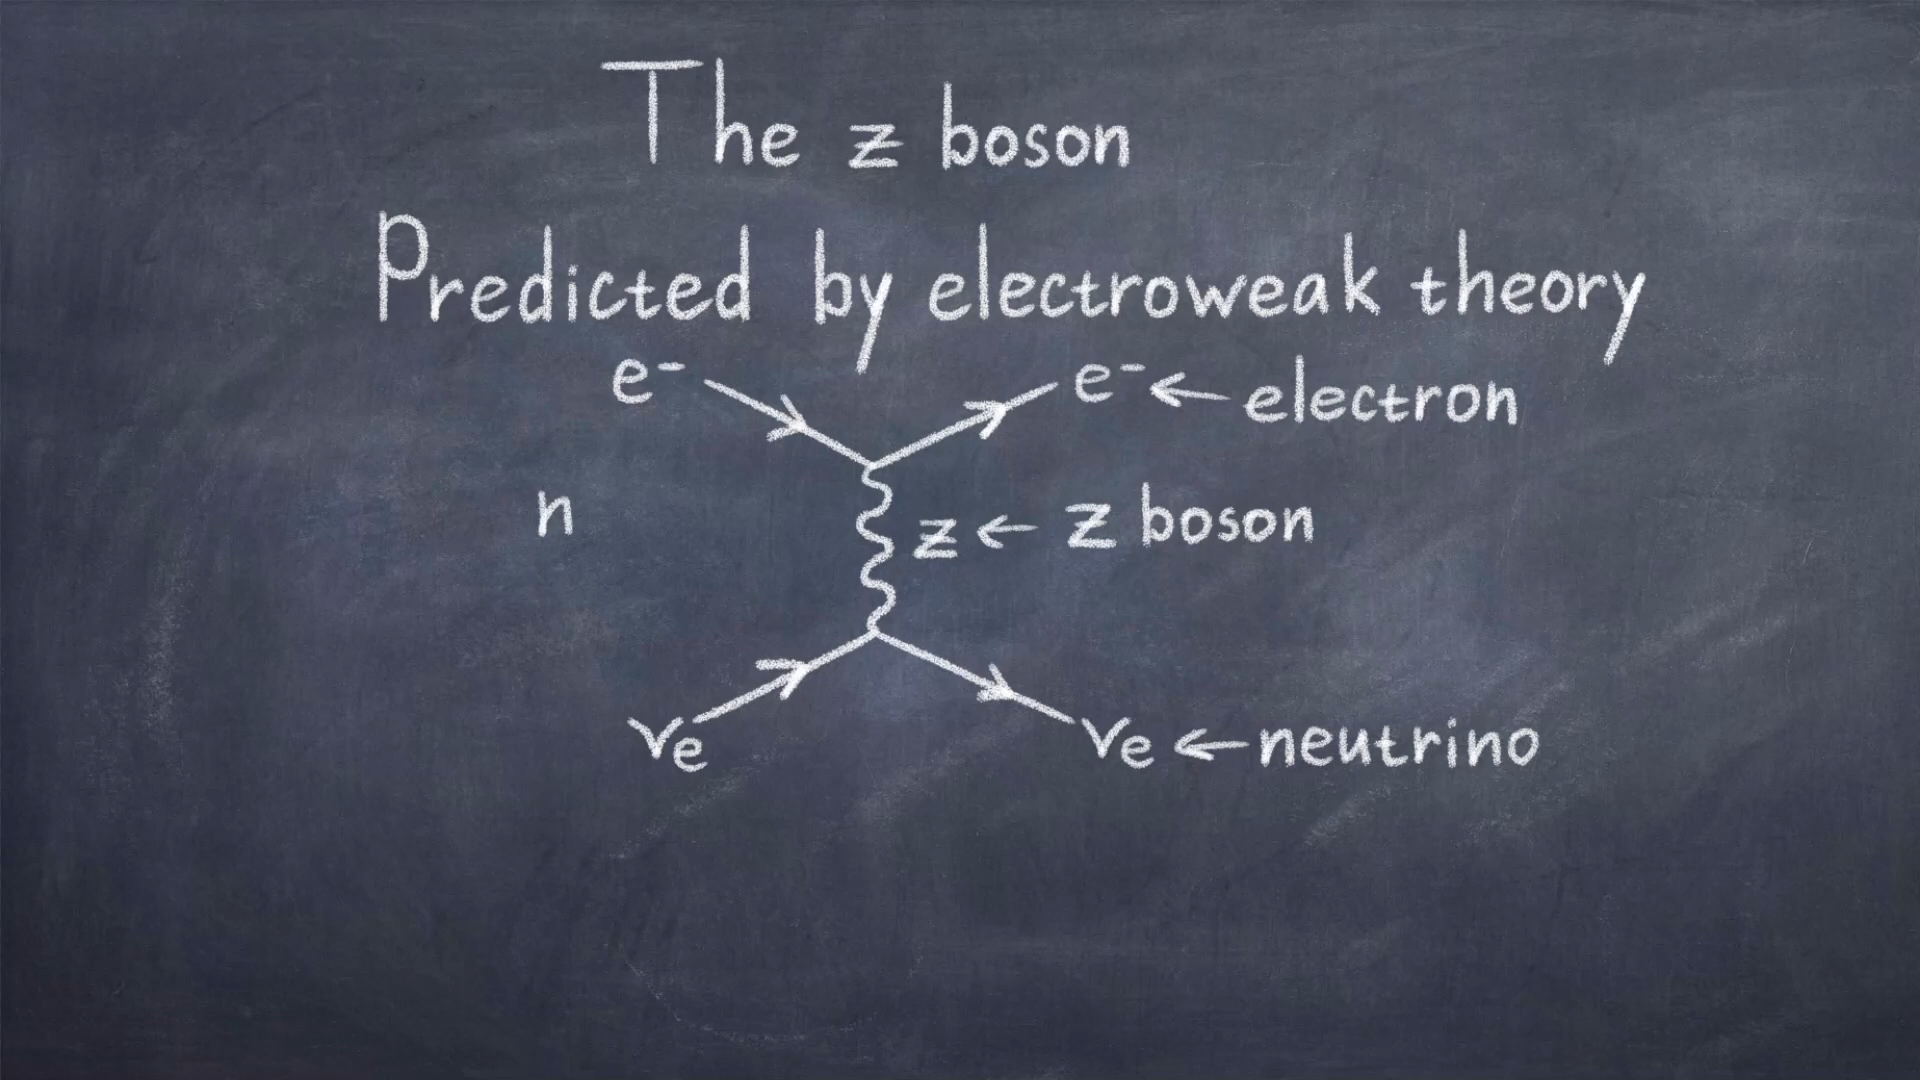 The z boson
Predicted by electroweak theory
e⁻ e⁻ ← electron
n z ← z boson
νe νe ← neutrino